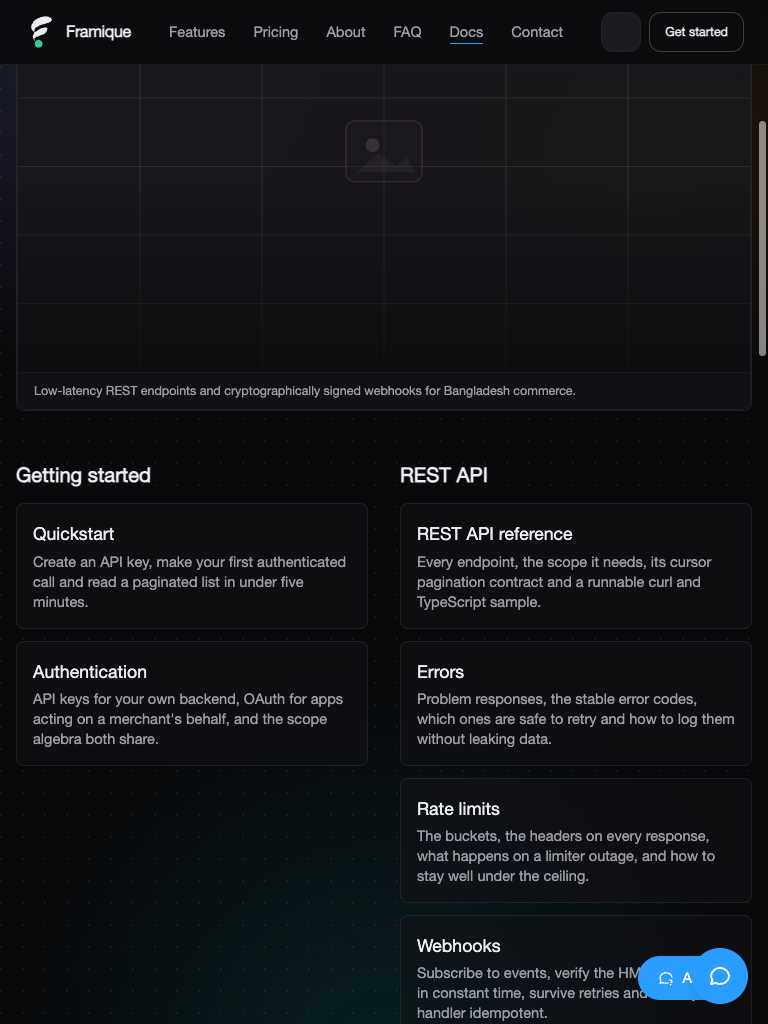 Framique
Features
Pricing
About
FAQ
Docs
Contact
Get started
Low-latency REST endpoints and cryptographically signed webhooks for Bangladesh commerce.
Getting started
Quickstart
Create an API key, make your first authenticated
call and read a paginated list in under five
minutes.
Authentication
API keys for your own backend, OAuth for apps
acting on a merchant's behalf, and the scope
algebra both share.
REST API
REST API reference
Every endpoint, the scope it needs, its cursor
pagination contract and a runnable curl and
TypeScript sample.
Errors
Problem responses, the stable error codes,
which ones are safe to retry and how to log them
without leaking data.
Rate limits
The buckets, the headers on every response,
what happens on a limiter outage, and how to
stay well under the ceiling.
Webhooks
Subscribe to events, verify the
in constant time, survive retries and
handler idempotent.
A